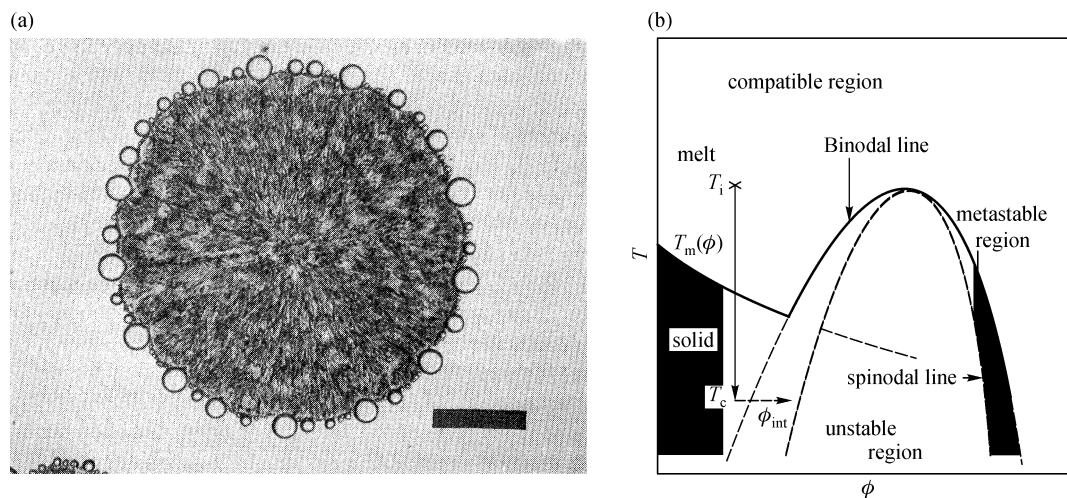 (a)
(b)
compatible region
melt
Binodal line
T_i
metastable
region
T_m(ϕ)
T
solid
T_c
spinodal line
ϕ_int
unstable
region
ϕ